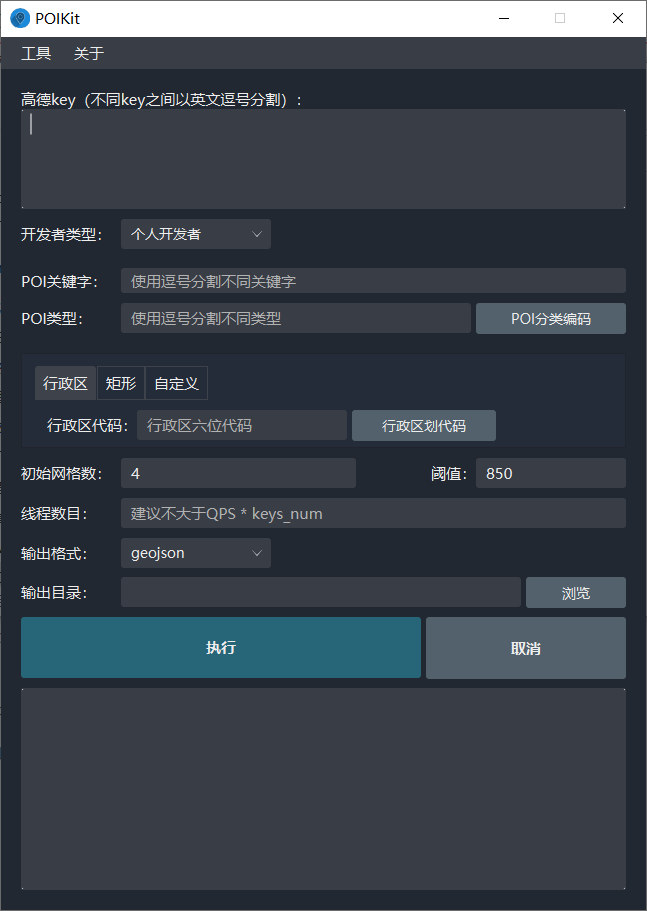 POIKit
工具 关于
高德key（不同key之间以英文逗号分割）：
开发者类型： 个人开发者
POI关键字： 使用逗号分割不同关键字
POI类型： 使用逗号分割不同类型 POI分类编码
行政区 矩形 自定义
行政区代码： 行政区六位代码 行政区划代码
初始网格数： 4 阈值： 850
线程数目： 建议不大于QPS * keys_num
输出格式： geojson
输出目录： 浏览
执行 取消